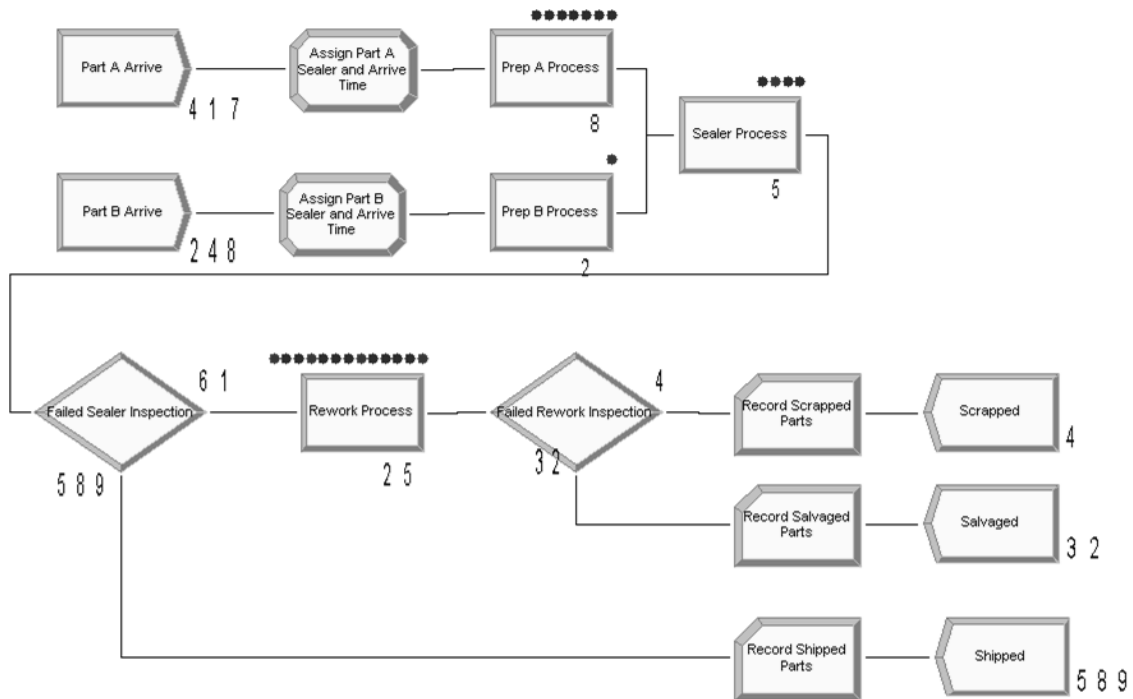 Part A Arrive
4 1 7
Assign Part A
Sealer and Arrive
Time
Prep A Process
8
Sealer Process
5
Part B Arrive
2 4 8
Assign Part B
Sealer and Arrive
Time
Prep B Process
2
Failed Sealer Inspection
6 1
5 8 9
Rework Process
2 5
Failed Rework Inspection
4
3 2
Record Scrapped
Parts
Scrapped
4
Record Salvaged
Parts
Salvaged
3 2
Record Shipped
Parts
Shipped
5 8 9